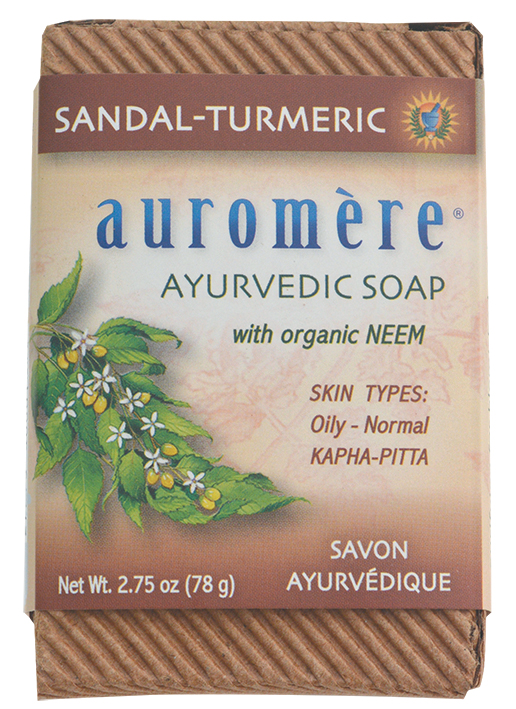 SANDAL-TURMERIC
auromère®
AYURVEDIC SOAP
with organic NEEM
SKIN TYPES:
Oily - Normal
KAPHA-PITTA
SAVON
AYURVÉDIQUE
Net Wt. 2.75 oz (78 g)